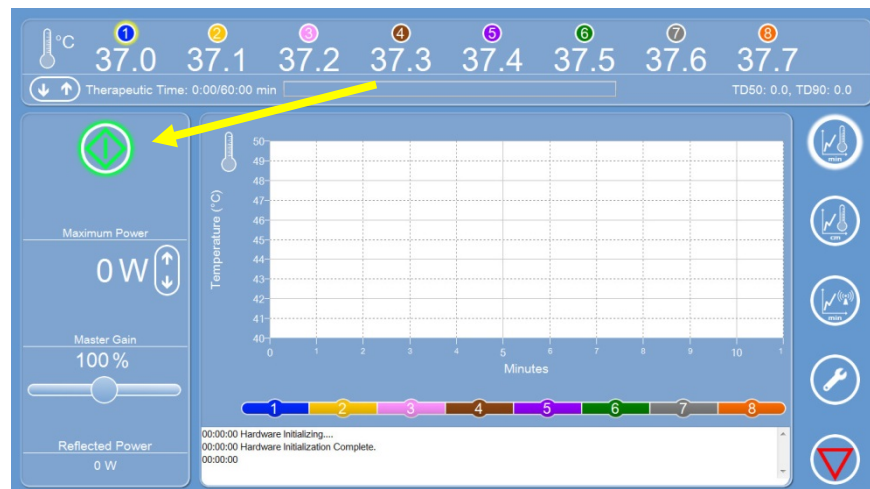 °C
1 2 3 4 5 6 7 8
37.0 37.1 37.2 37.3 37.4 37.5 37.6 37.7
Therapeutic Time: 0:00/60:00 min
TD50: 0.0, TD90: 0.0
Maximum Power
0 W
Master Gain
100 %
Reflected Power
0 W
Temperature (°C)
50
49
48
47
46
45
44
43
42
41
40
0 1 2 3 4 5 6 7 8 9 10 1
Minutes
1 2 3 4 5 6 7 8
00:00:00 Hardware Initializing....
00:00:00 Hardware Initialization Complete.
00:00:00
min
cm
min